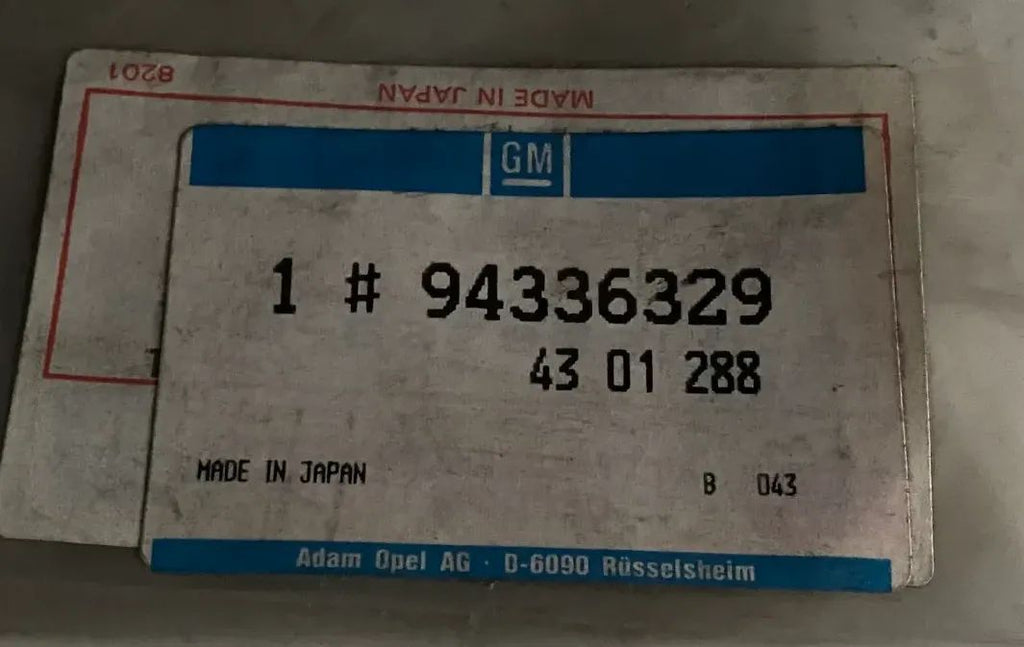 8201
MADE IN JAPAN
GM
1 # 94336329
43 01 288
MADE IN JAPAN
B 043
Adam Opel AG · D-6090 Rüsselsheim